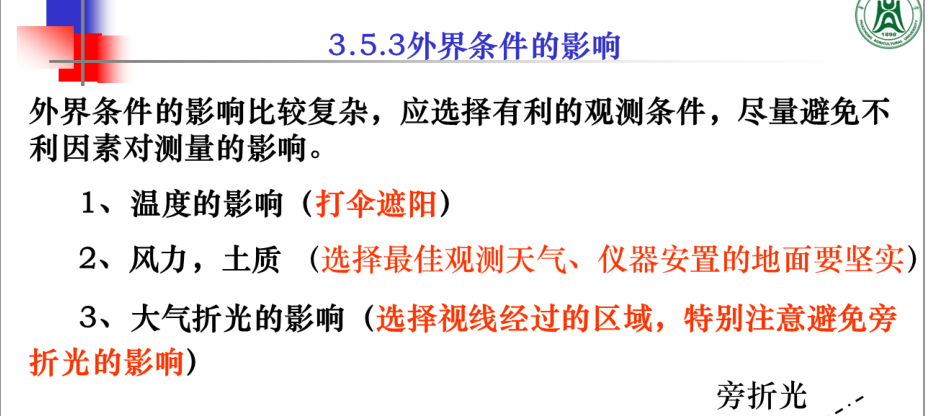 3.5.3外界条件的影响
外界条件的影响比较复杂，应选择有利的观测条件，尽量避免不
利因素对测量的影响。
1、温度的影响（打伞遮阳）
2、风力，土质 （选择最佳观测天气、仪器安置的地面要坚实）
3、大气折光的影响（选择视线经过的区域，特别注意避免旁
折光的影响）
旁折光